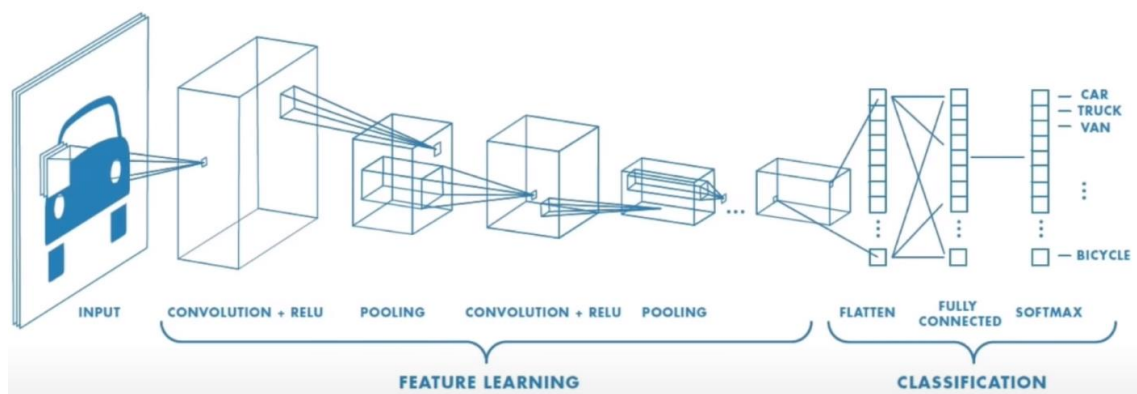 CAR
TRUCK
VAN
BICYCLE
INPUT
CONVOLUTION + RELU
POOLING
CONVOLUTION + RELU
POOLING
FLATTEN
FULLY
CONNECTED
SOFTMAX
FEATURE LEARNING
CLASSIFICATION